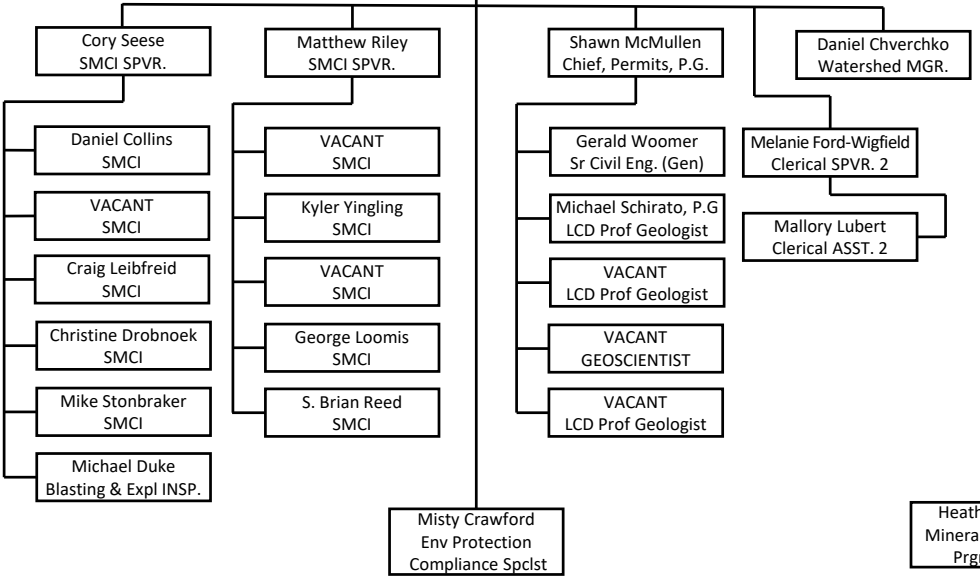 Cory Seese
SMCI SPVR.
Daniel Collins
SMCI
VACANT
SMCI
Craig Leibfreid
SMCI
Christine Drobnoek
SMCI
Mike Stonbraker
SMCI
Michael Duke
Blasting & Expl INSP.
Matthew Riley
SMCI SPVR.
VACANT
SMCI
Kyler Yingling
SMCI
VACANT
SMCI
George Loomis
SMCI
S. Brian Reed
SMCI
Shawn McMullen
Chief, Permits, P.G.
Gerald Woomer
Sr Civil Eng. (Gen)
Michael Schirato, P.G
LCD Prof Geologist
VACANT
LCD Prof Geologist
VACANT
GEOSCIENTIST
VACANT
LCD Prof Geologist
Daniel Chverchko
Watershed MGR.
Melanie Ford-Wigfield
Clerical SPVR. 2
Mallory Lubert
Clerical ASST. 2
Misty Crawford
Env Protection
Compliance Spclst